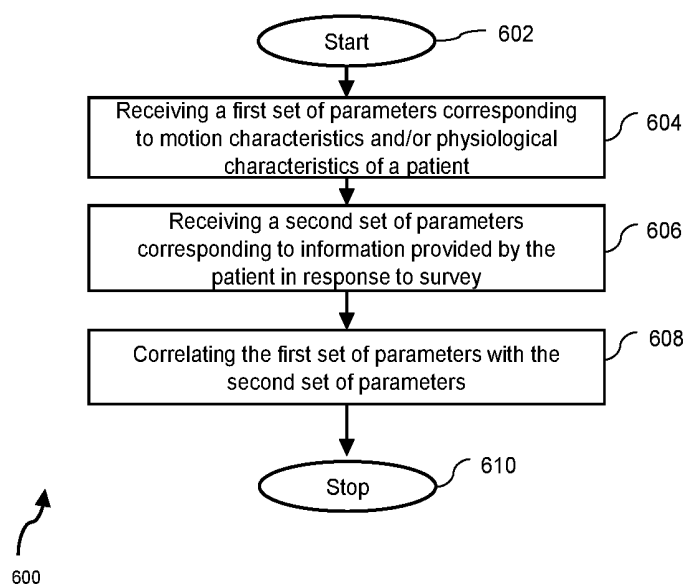 Start
602
Receiving a first set of parameters corresponding
to motion characteristics and/or physiological
characteristics of a patient
604
Receiving a second set of parameters
corresponding to information provided by the
patient in response to survey
606
Correlating the first set of parameters with the
second set of parameters
608
Stop
610
600